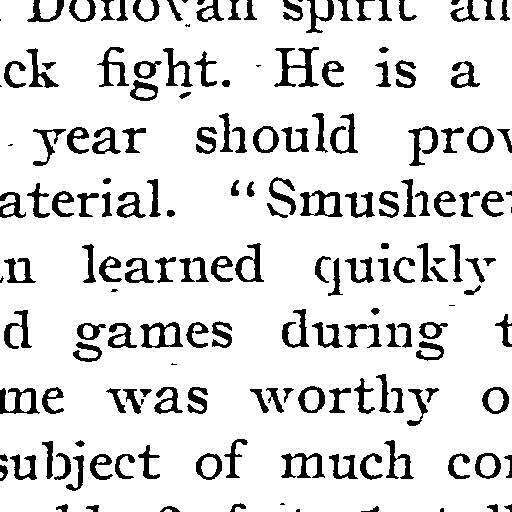 Donovan spirit an
ck fight. He is a
year should prov
aterial. "Smusheret
n learned quickly
d games during t
me was worthy o
subject of much con